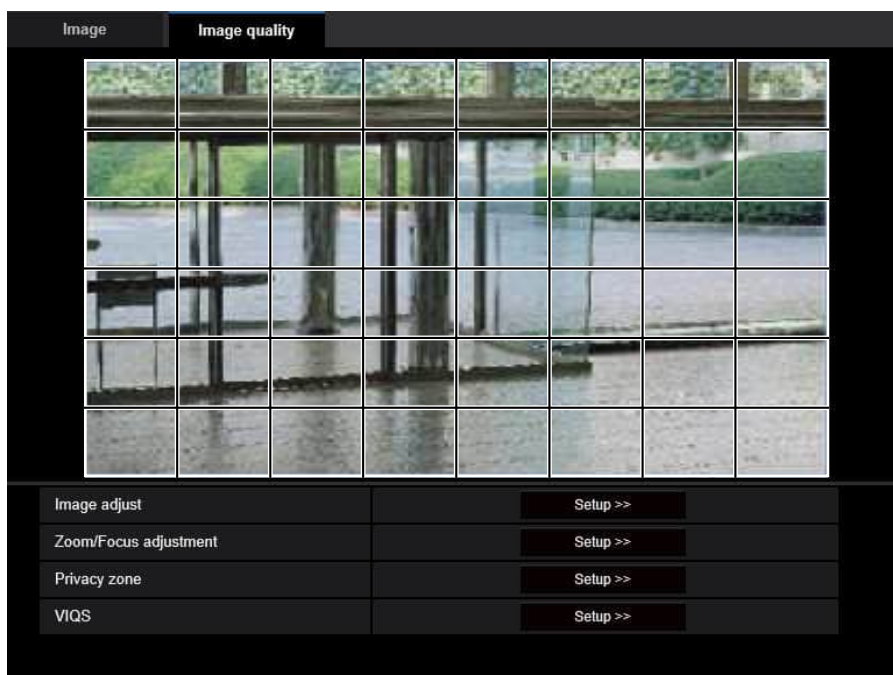 Image Image quality
Image adjust Setup >>
Zoom/Focus adjustment Setup >>
Privacy zone Setup >>
VIQS Setup >>